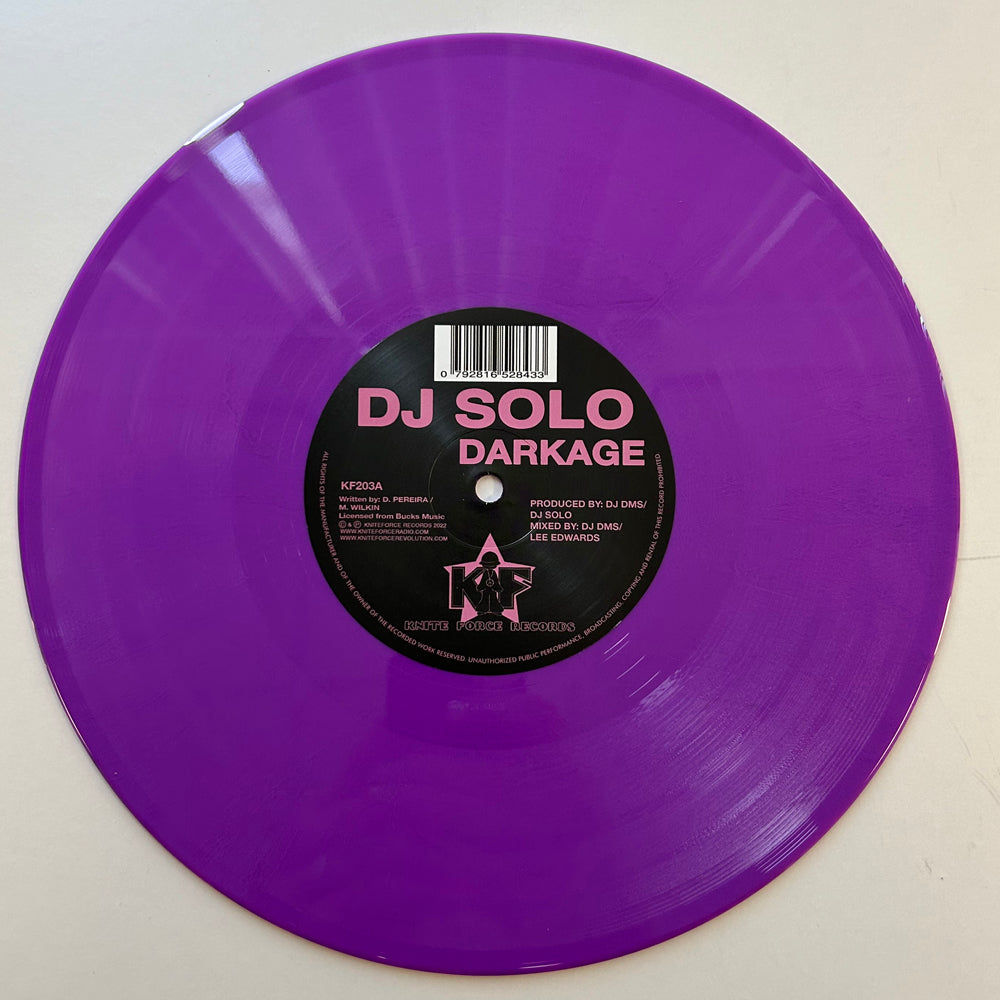 0 792816 528433
DJ SOLO
DARKAGE
KF203A
Written by: D. PEREIRA /
M. WILKIN
Licensed from Bucks Music
© & ℗ KNITEFORCE RECORDS 2022
WWW.KNITEFORCERADIO.COM
WWW.KNITEFORCEREVOLUTION.COM
PRODUCED BY: DJ DMS/
DJ SOLO
MIXED BY: DJ DMS/
LEE EDWARDS
KF
KNITE FORCE RECORDS
ALL RIGHTS OF THE MANUFACTURER AND OF THE OWNER OF THE RECORDED WORK RESERVED. UNAUTHORIZED PUBLIC PERFORMANCE, BROADCASTING, COPYING AND RENTAL OF THIS RECORD PROHIBITED.